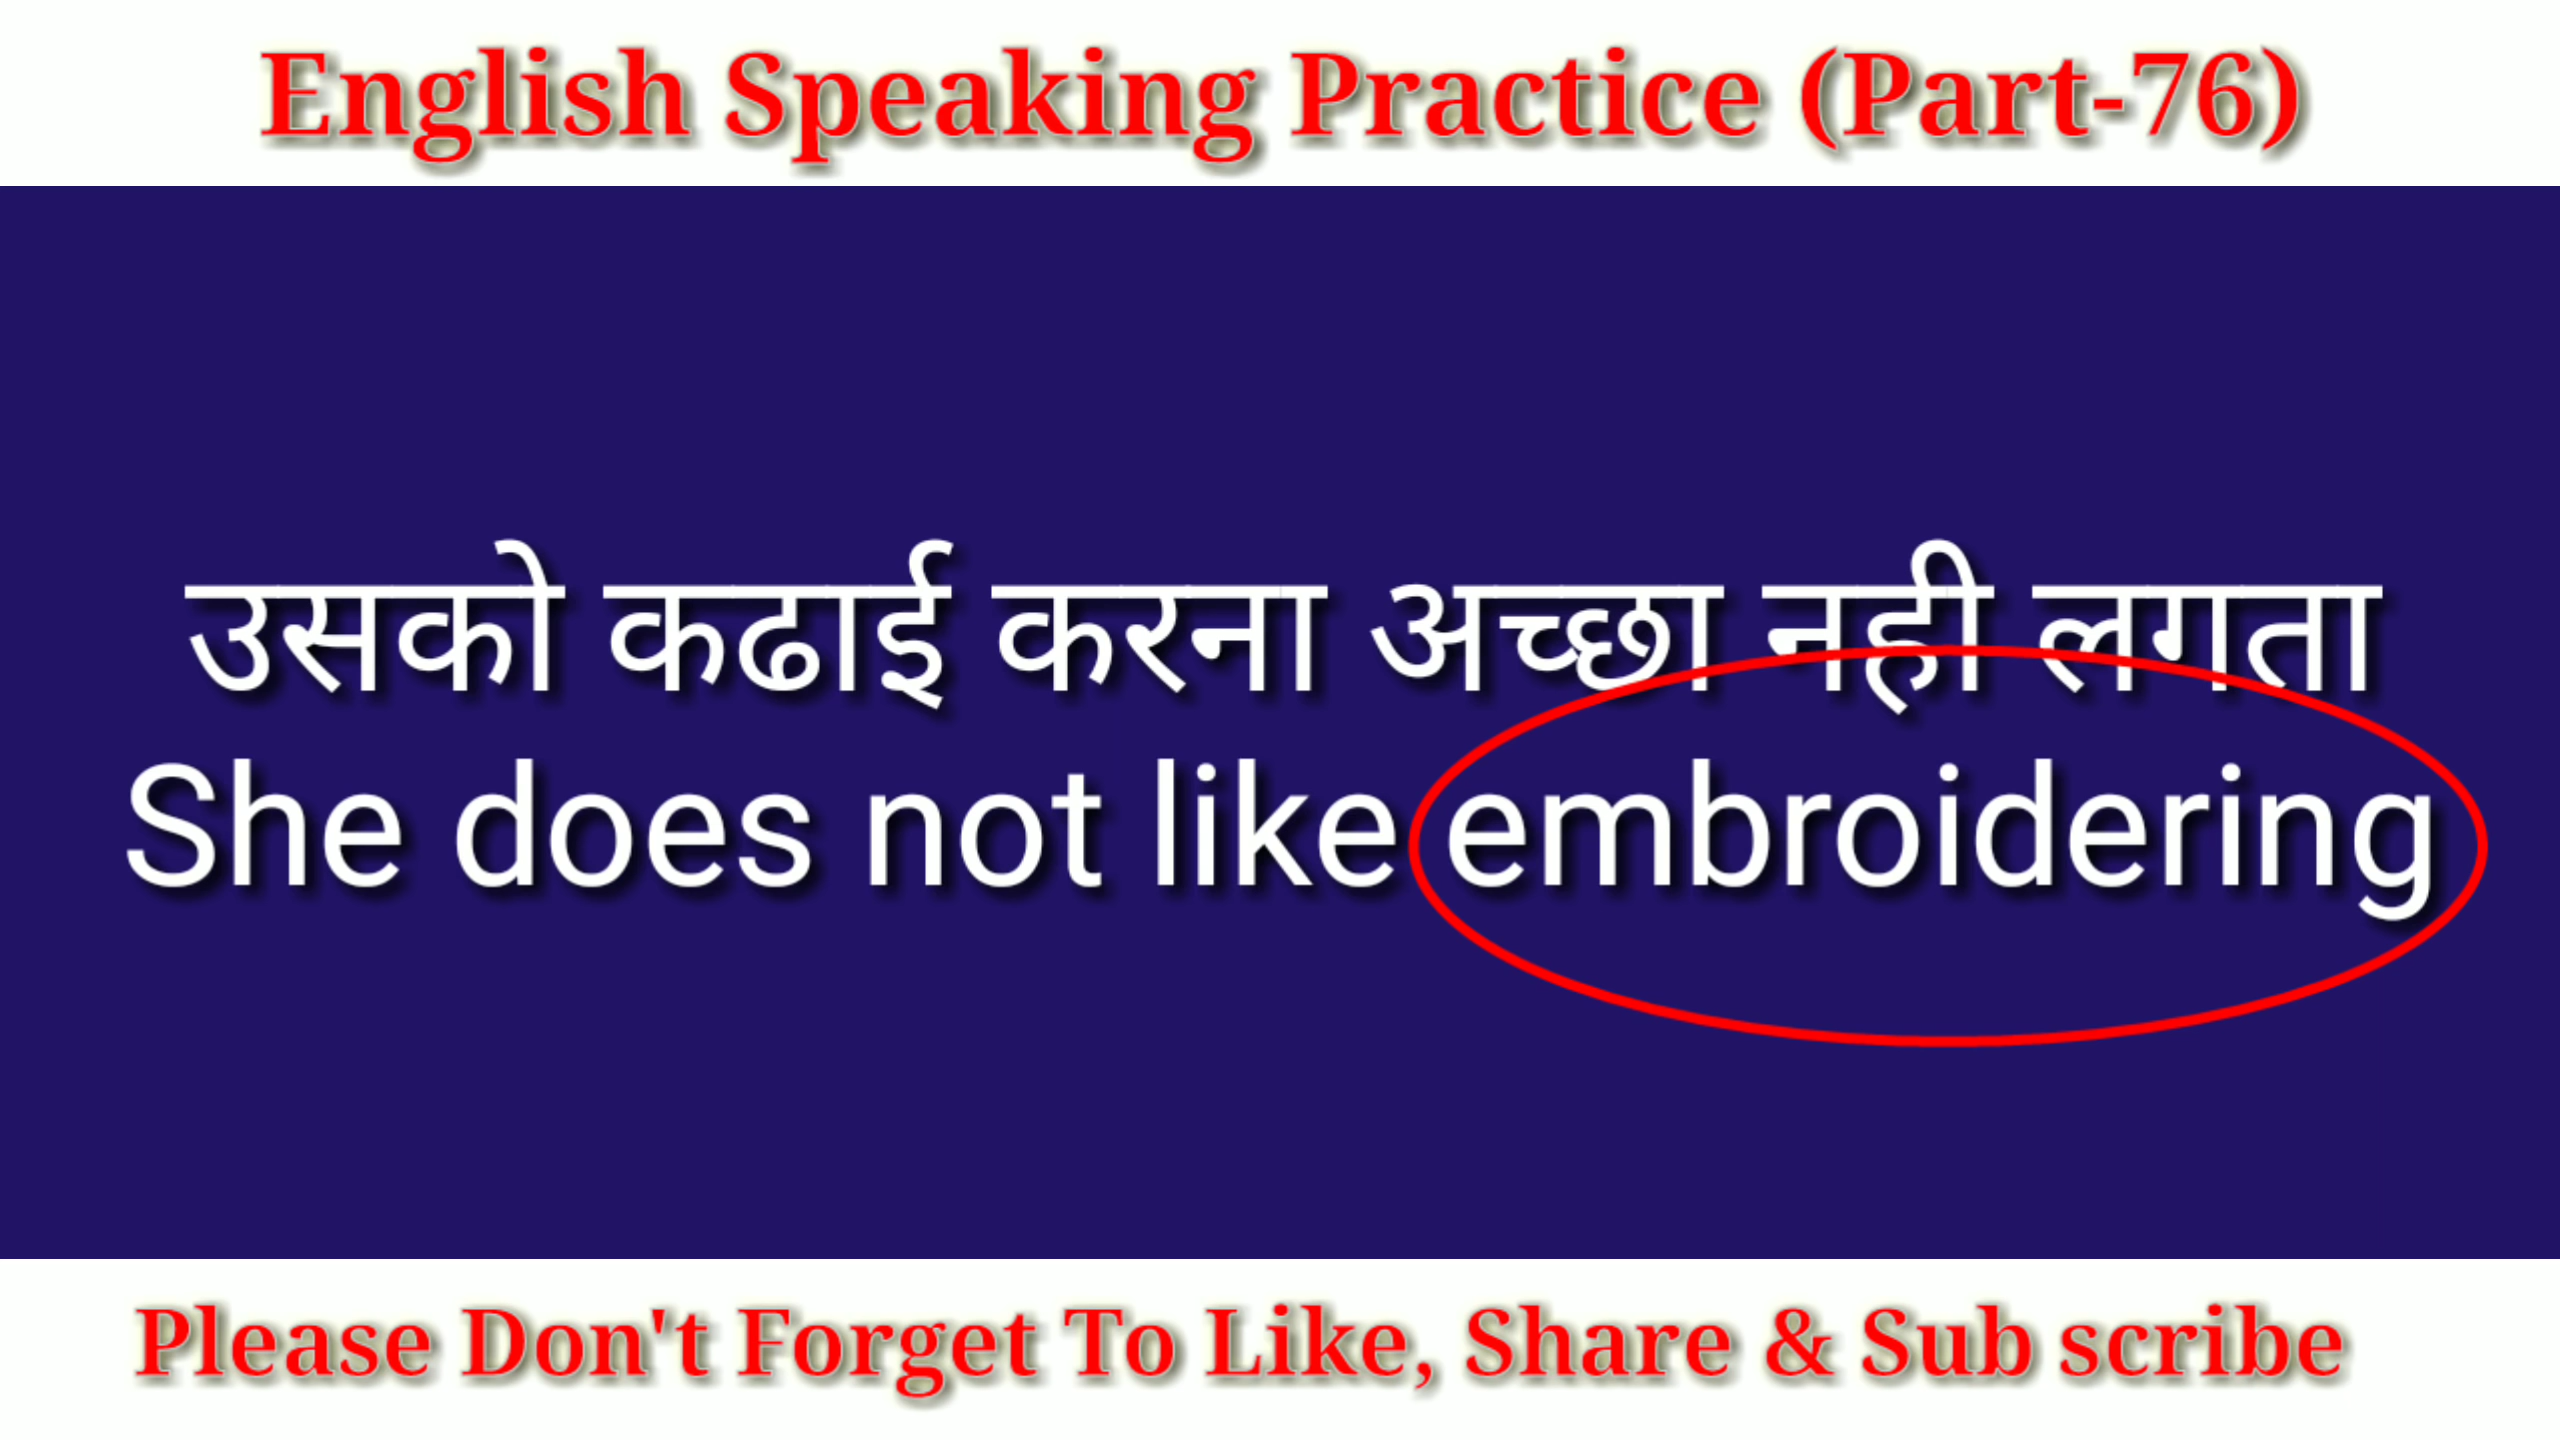 English Speaking Practice (Part-76)
उसको कढाई करना अच्छा नही लगता
She does not like embroidering
Please Don't Forget To Like, Share & Sub scribe